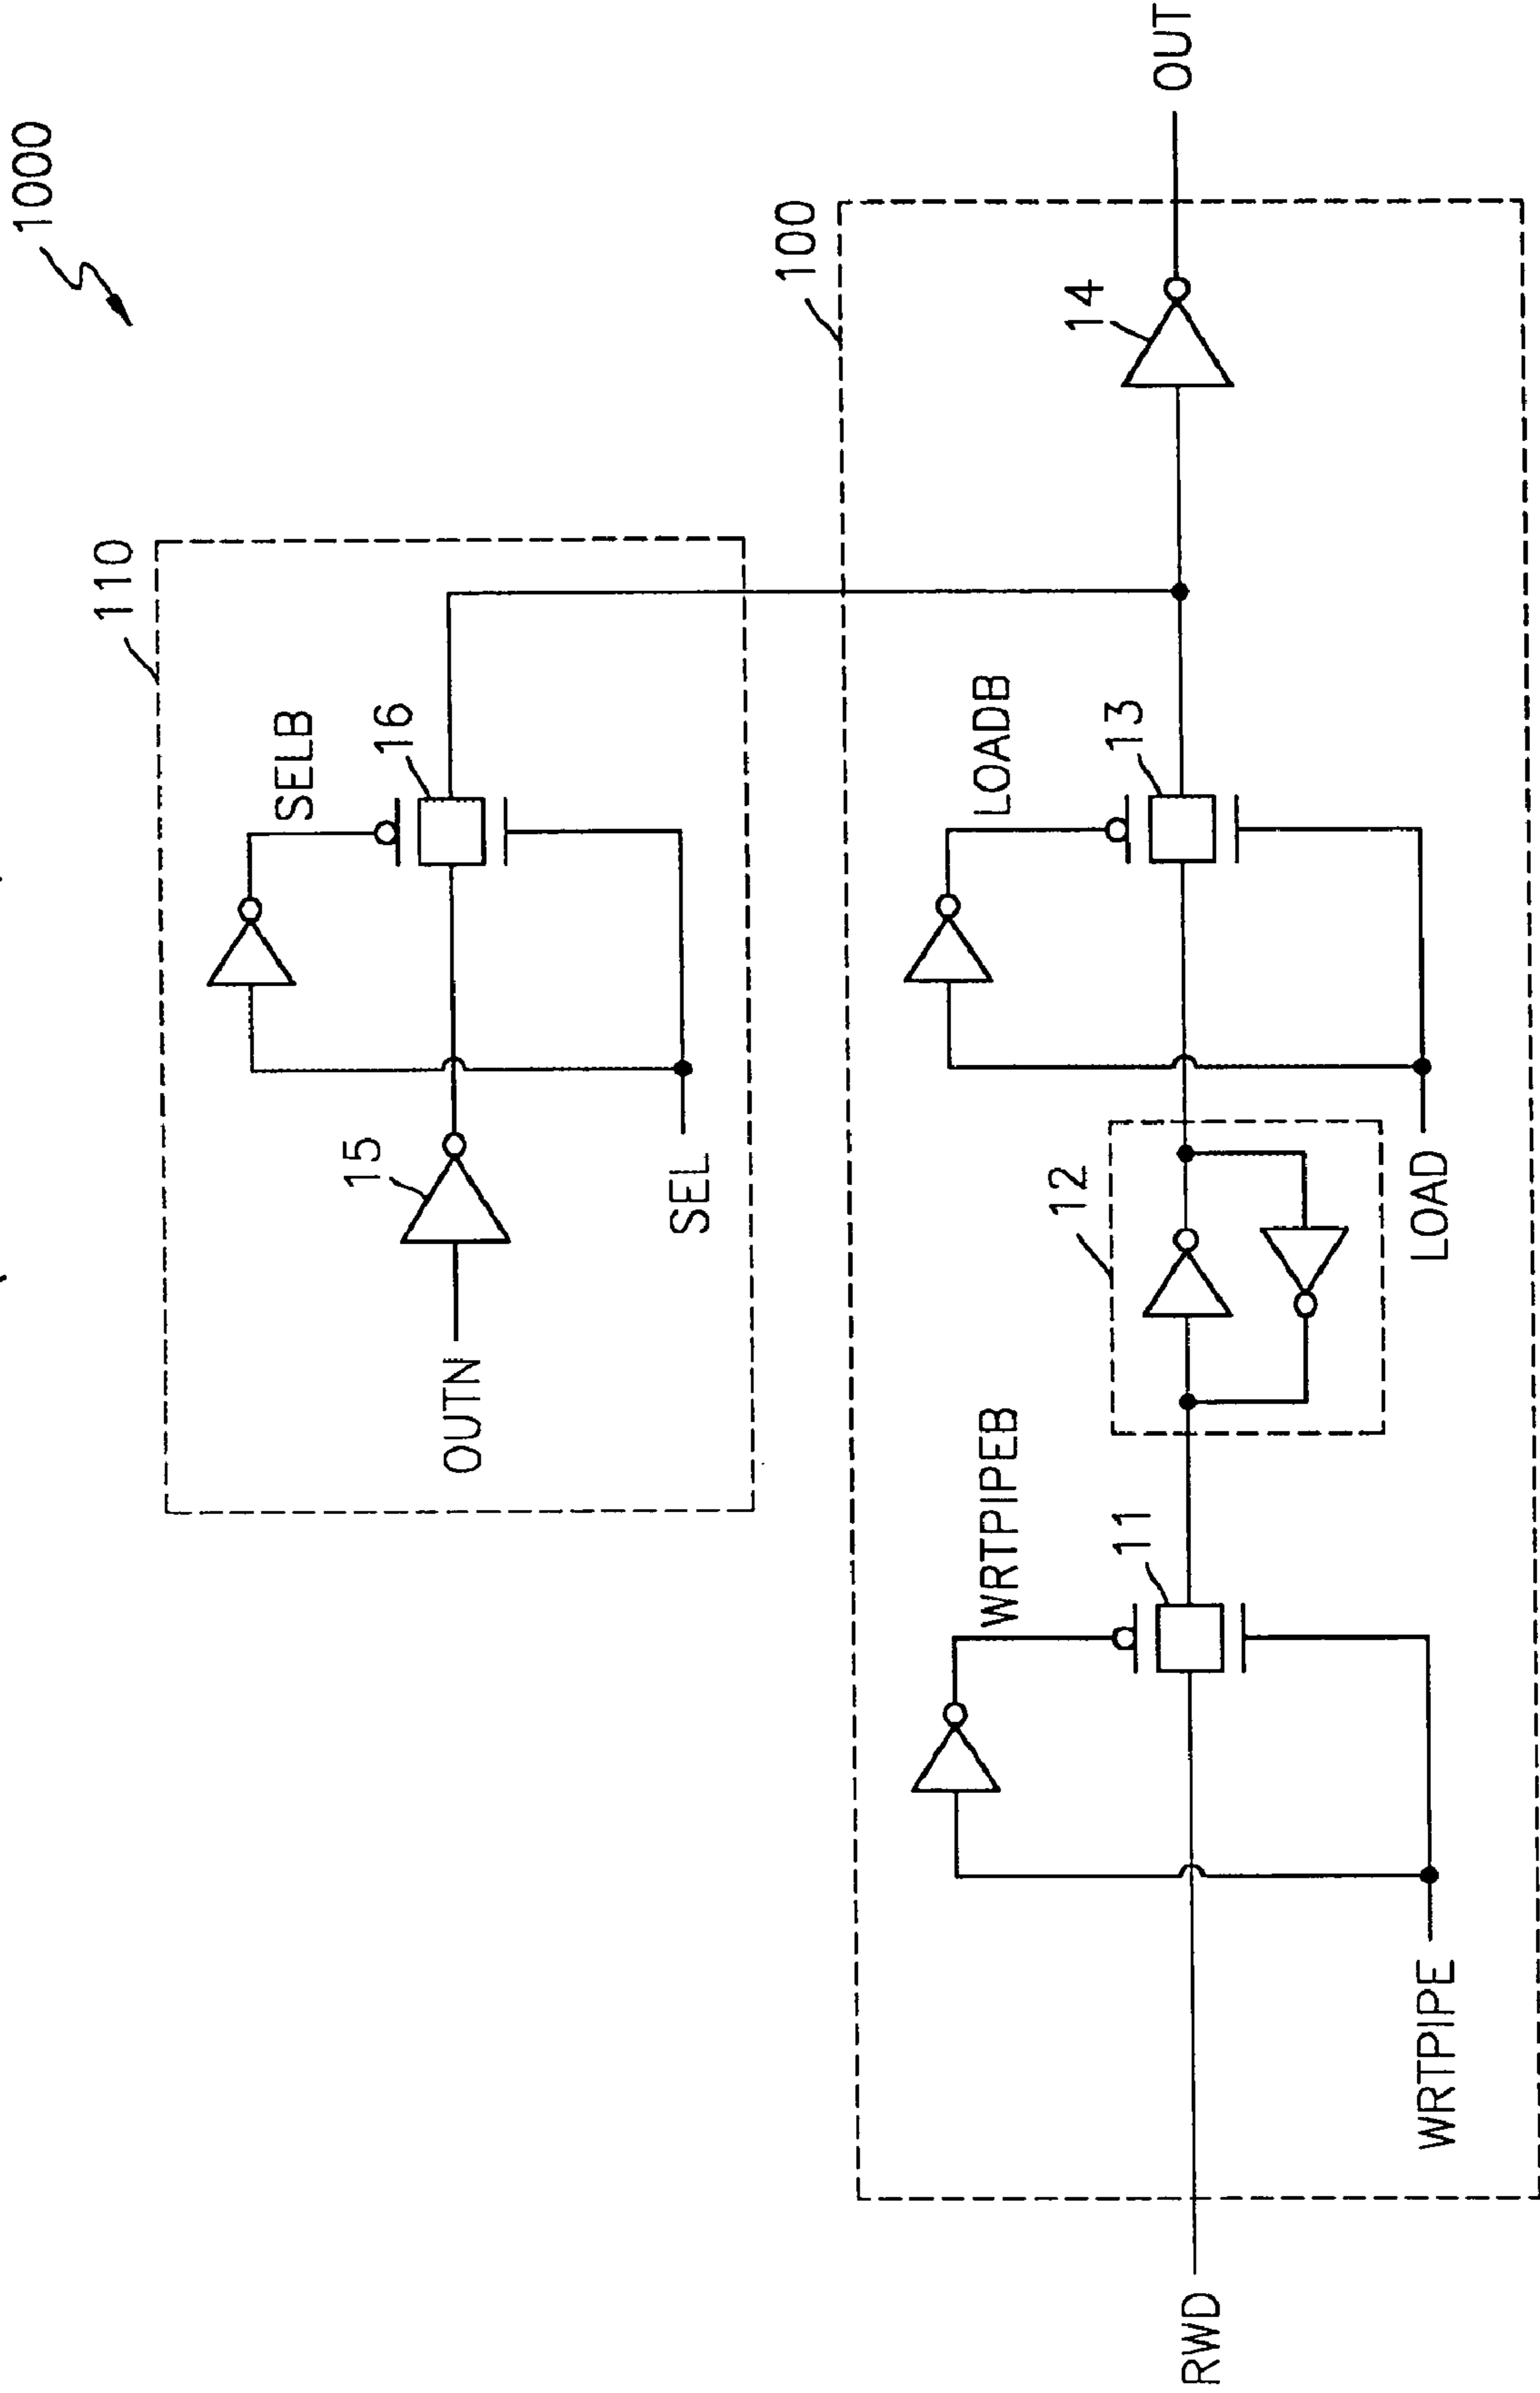 1000
110
SELB
16
15
OUTN
SEL
100
14
OUT
LOADB
13
12
LOAD
WRTPIPEB
11
WRTPIPE
RWD